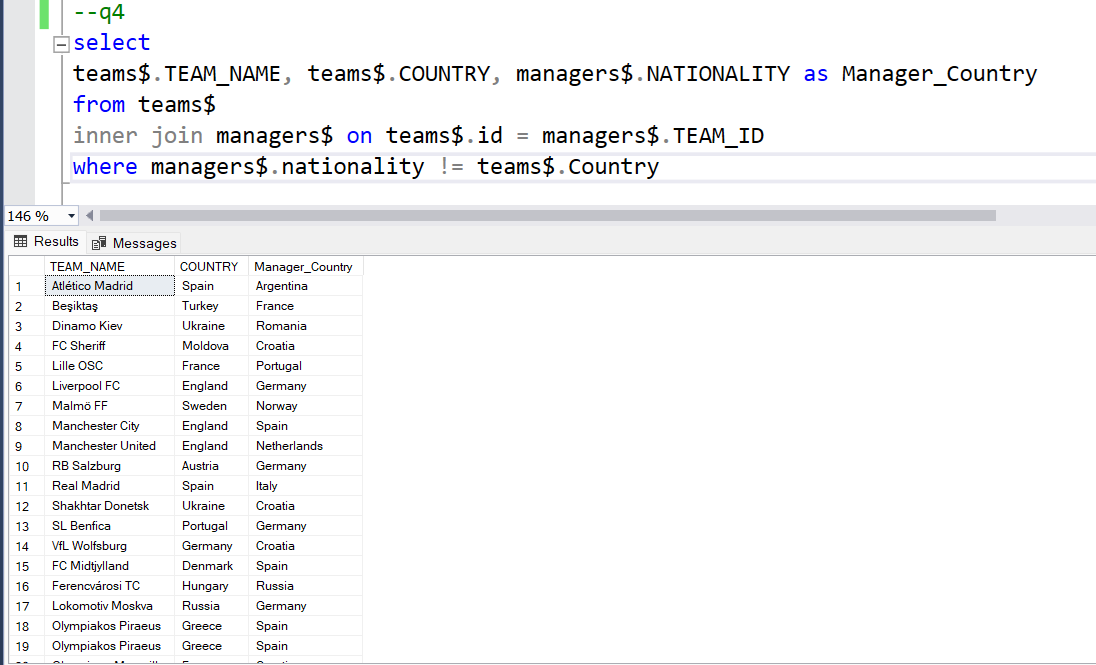 --q4
select
teams$.TEAM_NAME, teams$.COUNTRY, managers$.NATIONALITY as Manager_Country
from teams$
inner join managers$ on teams$.id = managers$.TEAM_ID
where managers$.nationality != teams$.Country
146 %
Results Messages
TEAM_NAME COUNTRY Manager_Country
1 Atlético Madrid Spain Argentina
2 Beşiktaş Turkey France
3 Dinamo Kiev Ukraine Romania
4 FC Sheriff Moldova Croatia
5 Lille OSC France Portugal
6 Liverpool FC England Germany
7 Malmö FF Sweden Norway
8 Manchester City England Spain
9 Manchester United England Netherlands
10 RB Salzburg Austria Germany
11 Real Madrid Spain Italy
12 Shakhtar Donetsk Ukraine Croatia
13 SL Benfica Portugal Germany
14 VfL Wolfsburg Germany Croatia
15 FC Midtjylland Denmark Spain
16 Ferencvárosi TC Hungary Russia
17 Lokomotiv Moskva Russia Germany
18 Olympiakos Piraeus Greece Spain
19 Olympiakos Piraeus Greece Spain